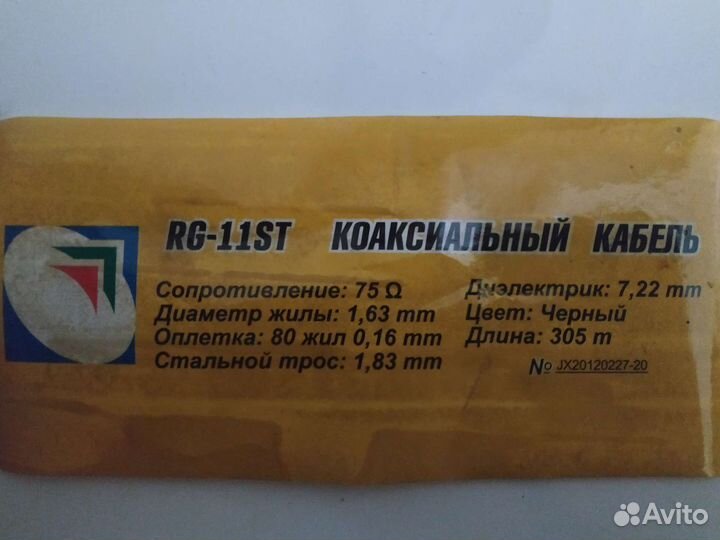 RG-11ST КОАКСИАЛЬНЫЙ КАБЕЛЬ
Сопротивление: 75 Ω
Диаметр жилы: 1,63 mm
Оплетка: 80 жил 0,16 mm
Стальной трос: 1,83 mm
Диэлектрик: 7,22 mm
Цвет: Черный
Длина: 305 m
No JX20120227-20
Avito